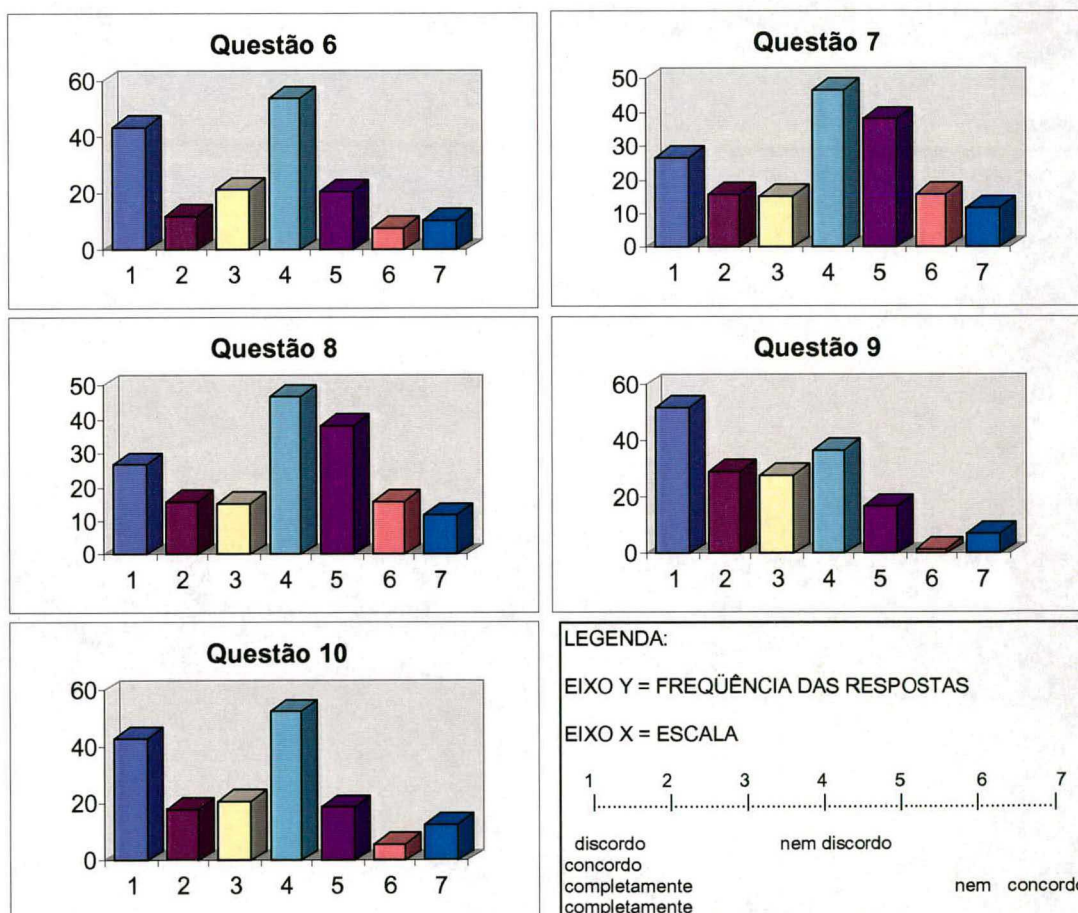 Questão 6
60
40
20
0
1 2 3 4 5 6 7
Questão 7
50
40
30
20
10
0
1 2 3 4 5 6 7
Questão 8
50
40
30
20
10
0
1 2 3 4 5 6 7
Questão 9
60
40
20
0
1 2 3 4 5 6 7
Questão 10
60
40
20
0
1 2 3 4 5 6 7
LEGENDA:
EIXO Y = FREQÜÊNCIA DAS RESPOSTAS
EIXO X = ESCALA
1 2 3 4 5 6 7
discordo nem discordo
concordo
completamente nem concordo
completamente